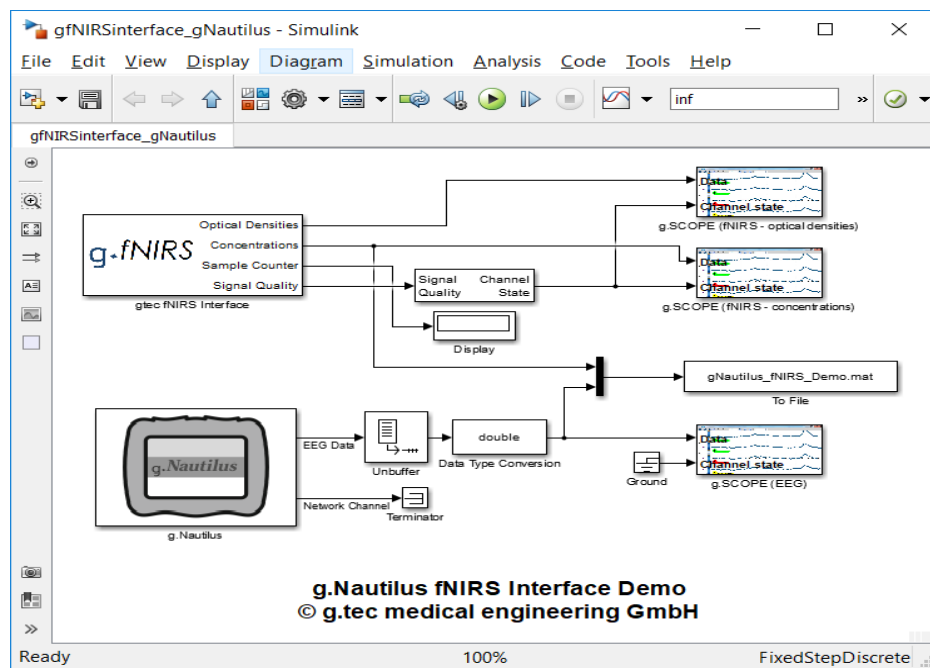 gfNIRSinterface_gNautilus - Simulink
File Edit View Display Diagram Simulation Analysis Code Tools Help
inf
»
gfNIRSinterface_gNautilus
g.fNIRS
Optical Densities
Concentrations
Sample Counter
Signal Quality
gtec fNIRS Interface
Signal Quality
Channel State
Display
Data
Channel state
g.SCOPE (fNIRS - optical densities)
Data
Channel state
g.SCOPE (fNIRS - concentrations)
gNautilus_fNIRS_Demo.mat
To File
g.Nautilus
EEG Data
Network Channel
g.Nautilus
Unbuffer
Terminator
double
Data Type Conversion
Ground
Data
Channel state
g.SCOPE (EEG)
g.Nautilus fNIRS Interface Demo
© g.tec medical engineering GmbH
»
Ready 100% FixedStepDiscrete